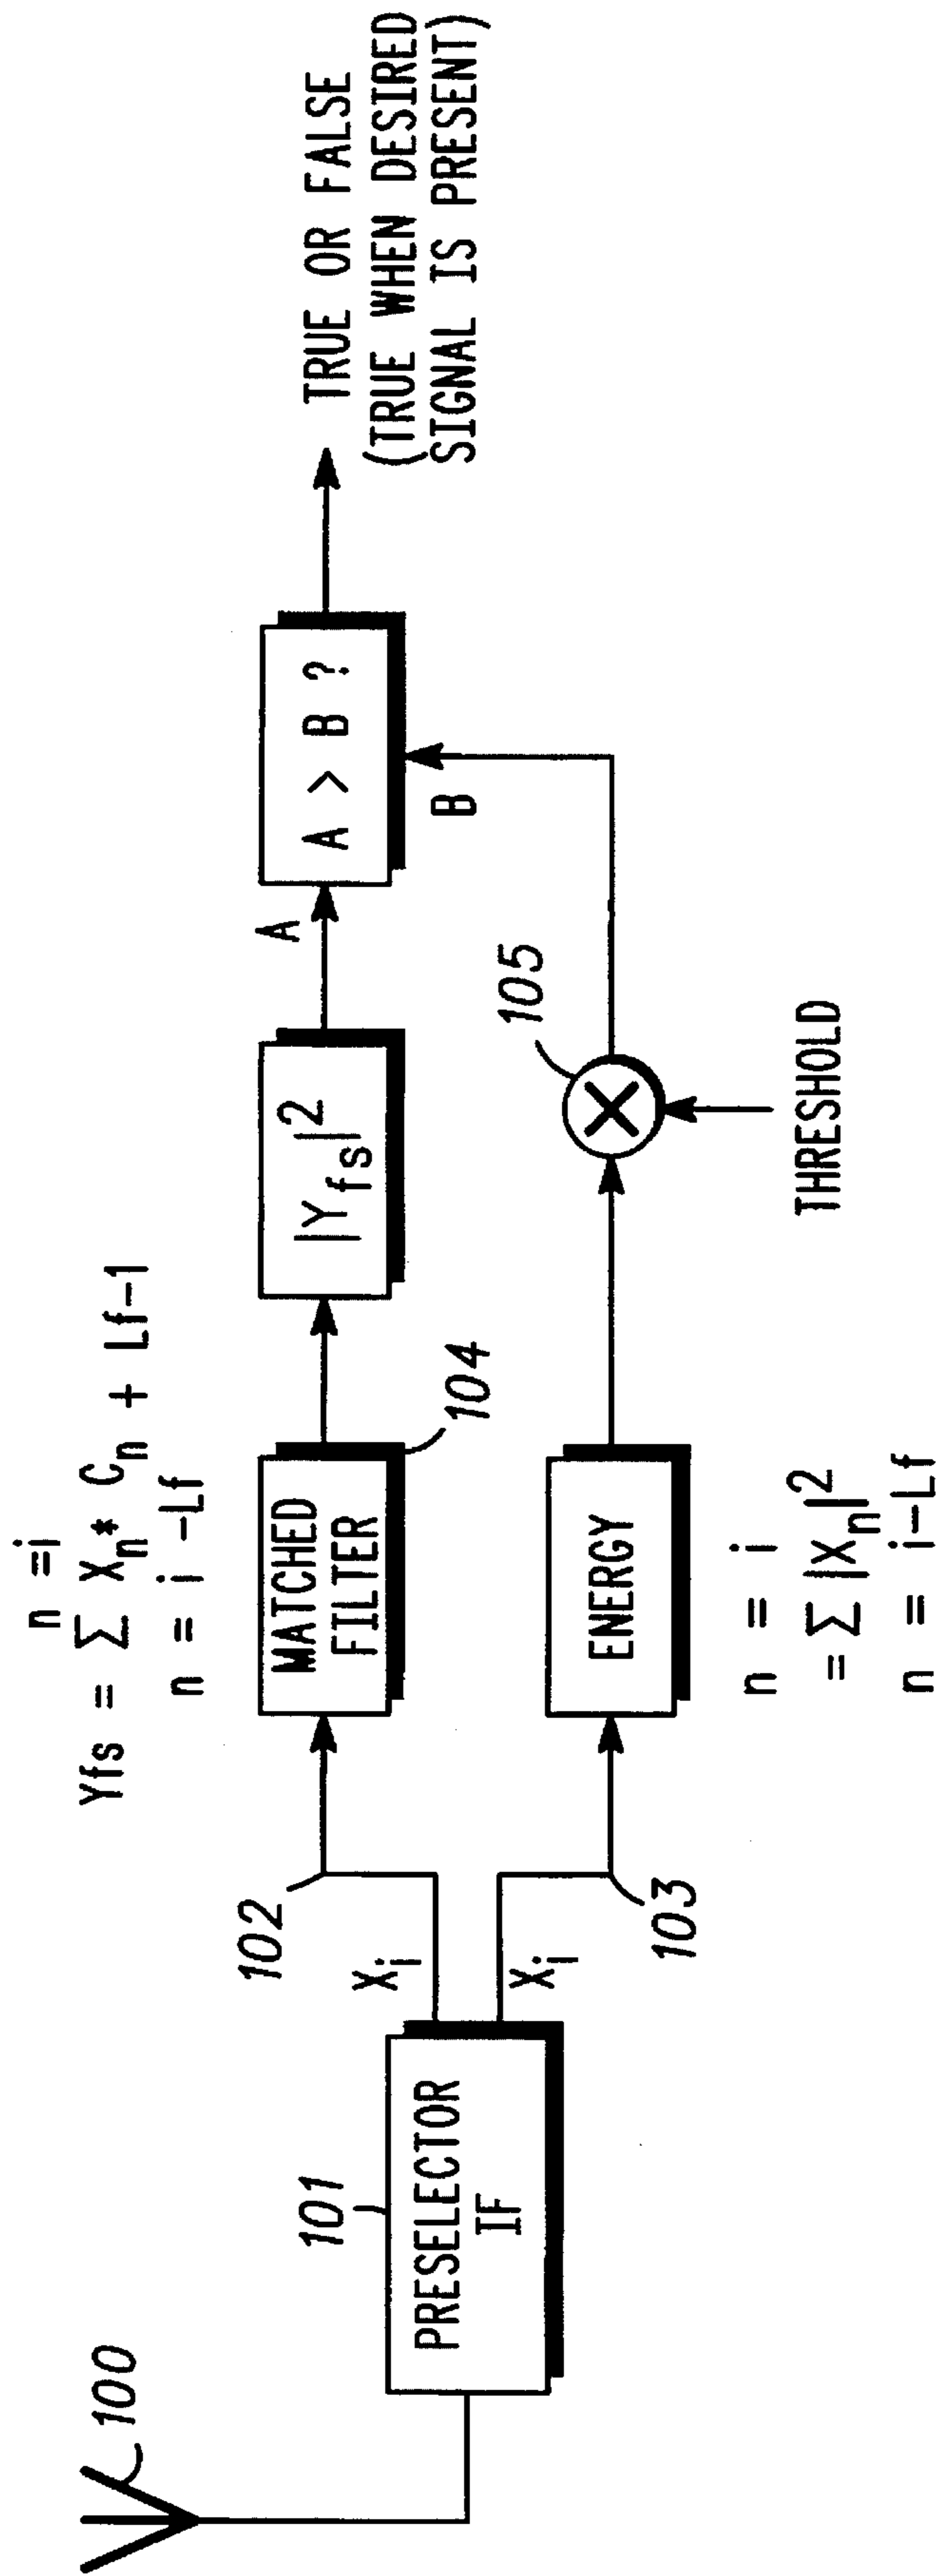 100
101
PRESELECTOR
IF
X_i
X_i
102
103
n =i
Yfs = Σ X_n* C_n + Lf-1
n = i -Lf
MATCHED
FILTER
104
ENERGY
n = i
= Σ |X_n|²
n = i-Lf
|Y_fs|²
105
THRESHOLD
A
B
A > B ?
TRUE OR FALSE
(TRUE WHEN DESIRED
SIGNAL IS PRESENT)